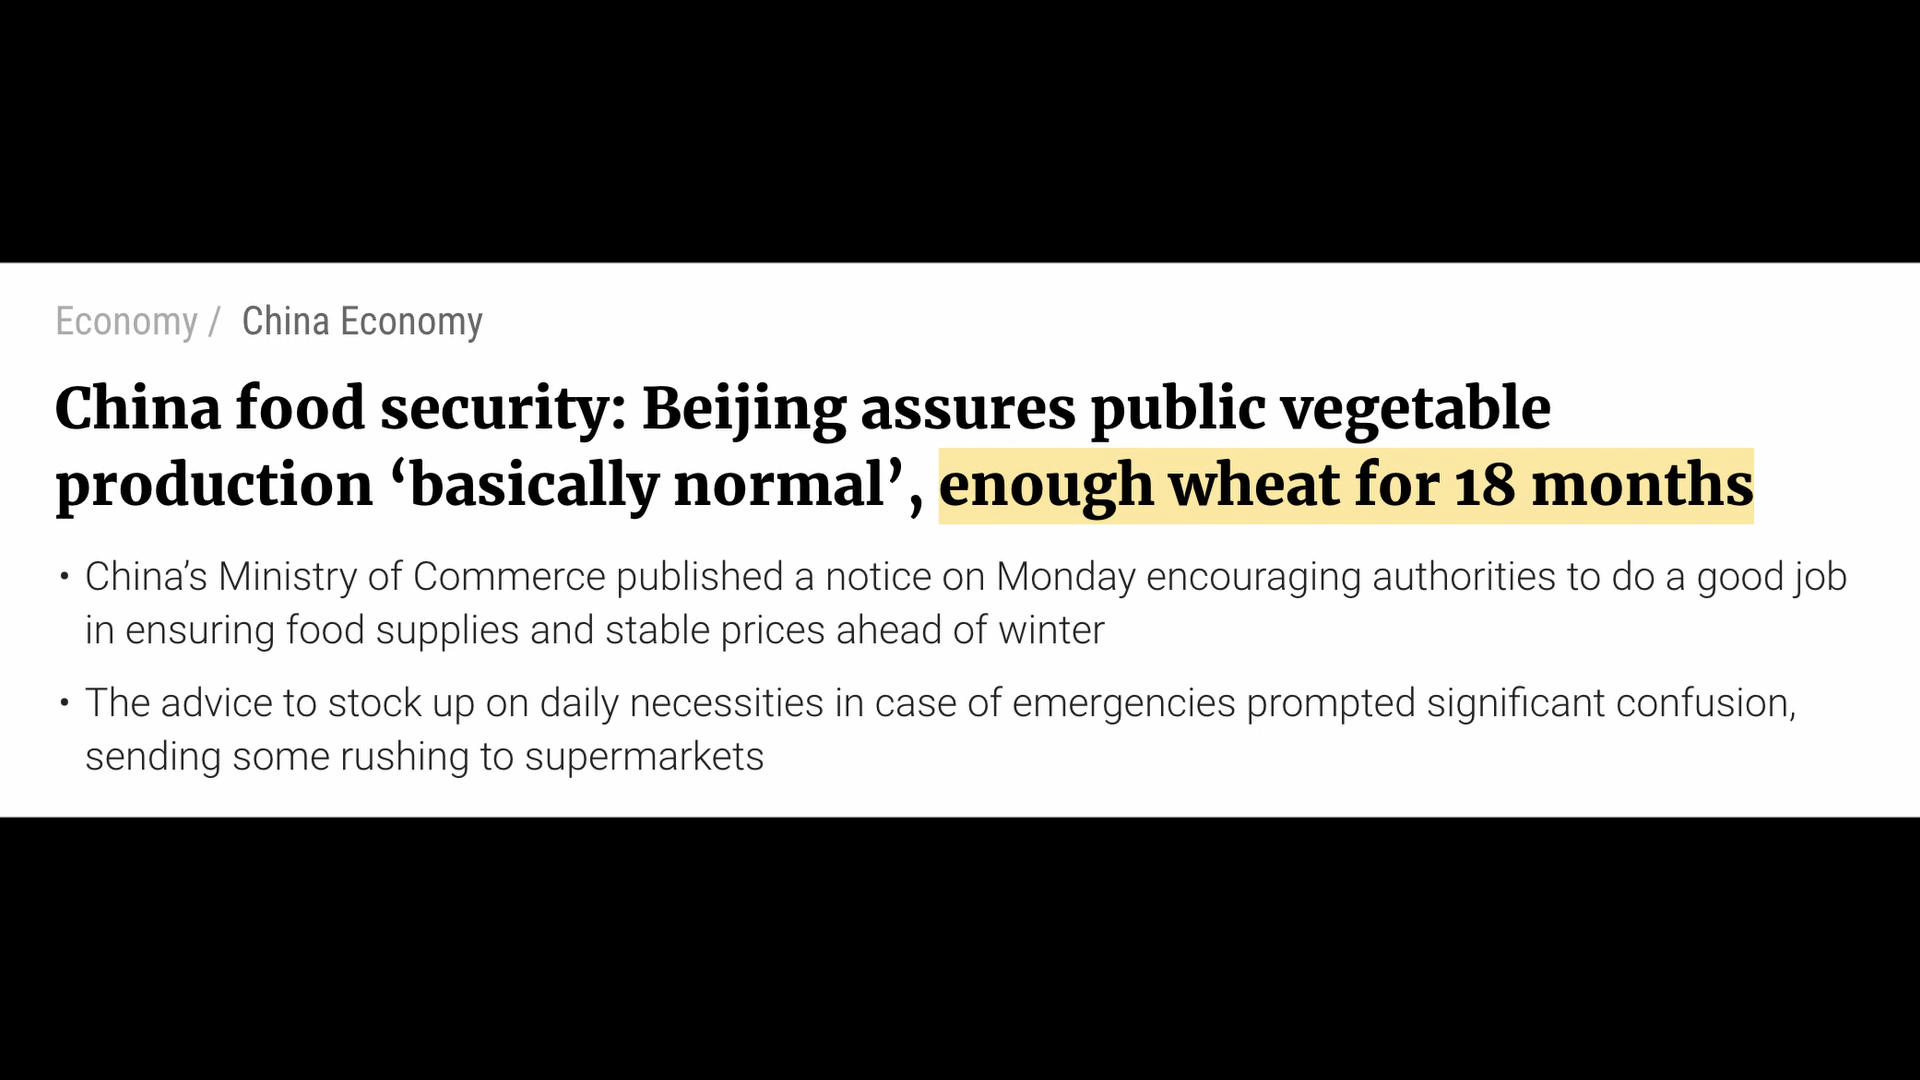 Economy / China Economy
China food security: Beijing assures public vegetable
production ‘basically normal’, enough wheat for 18 months
• China’s Ministry of Commerce published a notice on Monday encouraging authorities to do a good job
in ensuring food supplies and stable prices ahead of winter
• The advice to stock up on daily necessities in case of emergencies prompted significant confusion,
sending some rushing to supermarkets